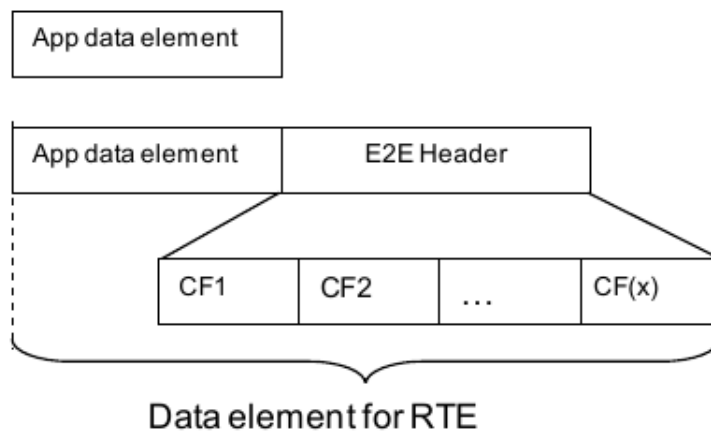 App data element
App data element E2E Header
CF1 CF2 ... CF(x)
Data element for RTE